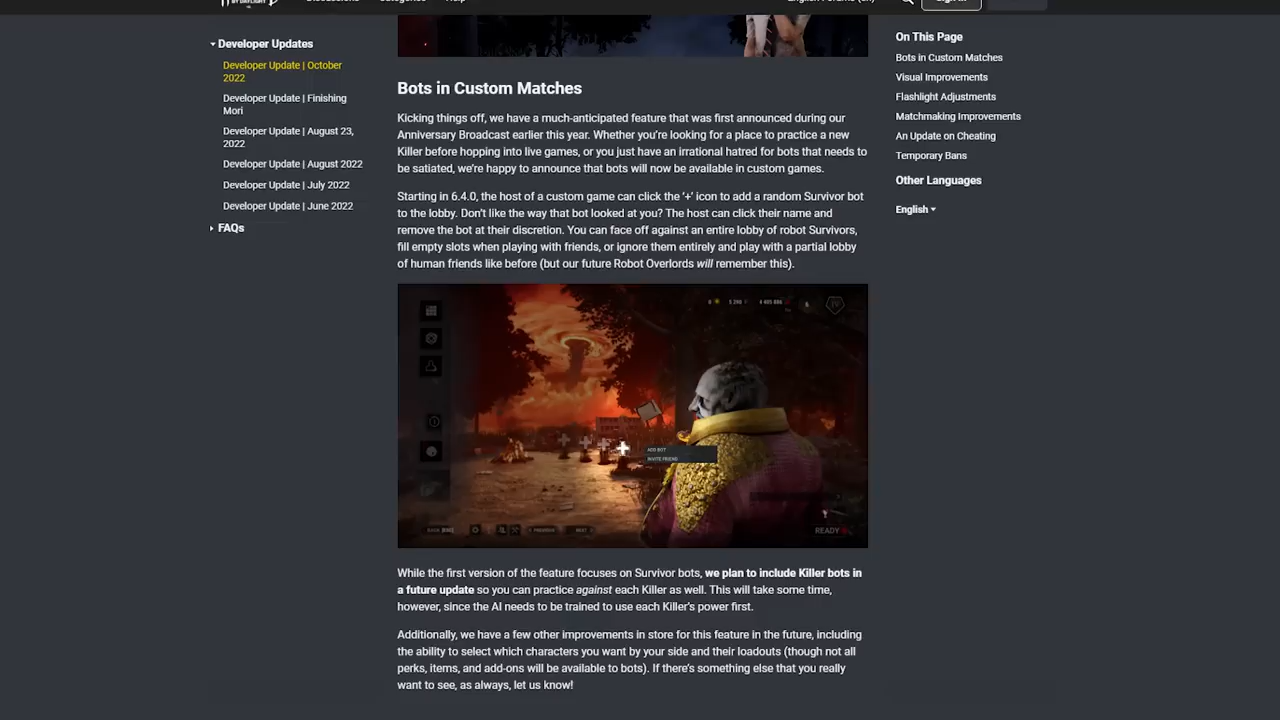 BY DAYLIGHT
English Forums (en)
Developer Updates
Developer Update | October
2022
Developer Update | Finishing
Mori
Developer Update | August 23,
2022
Developer Update | August 2022
Developer Update | July 2022
Developer Update | June 2022
FAQs
Bots in Custom Matches
Kicking things off, we have a much-anticipated feature that was first announced during our
Anniversary Broadcast earlier this year. Whether you're looking for a place to practice a new
Killer before hopping into live games, or you just have an irrational hatred for bots that needs to
be satiated, we're happy to announce that bots will now be available in custom games.
Starting in 6.4.0, the host of a custom game can click the '+' icon to add a random Survivor bot
to the lobby. Don't like the way that bot looked at you? The host can click their name and
remove the bot at their discretion. You can face off against an entire lobby of robot Survivors,
fill empty slots when playing with friends, or ignore them entirely and play with a partial lobby
of human friends like before (but our future Robot Overlords will remember this).
ADD BOT
INVITE FRIEND
READY
While the first version of the feature focuses on Survivor bots, we plan to include Killer bots in
a future update so you can practice against each Killer as well. This will take some time,
however, since the AI needs to be trained to use each Killer's power first.
Additionally, we have a few other improvements in store for this feature in the future, including
the ability to select which characters you want by your side and their loadouts (though not all
perks, items, and add-ons will be available to bots). If there's something else that you really
want to see, as always, let us know!
On This Page
Bots in Custom Matches
Visual Improvements
Flashlight Adjustments
Matchmaking Improvements
An Update on Cheating
Temporary Bans
Other Languages
English